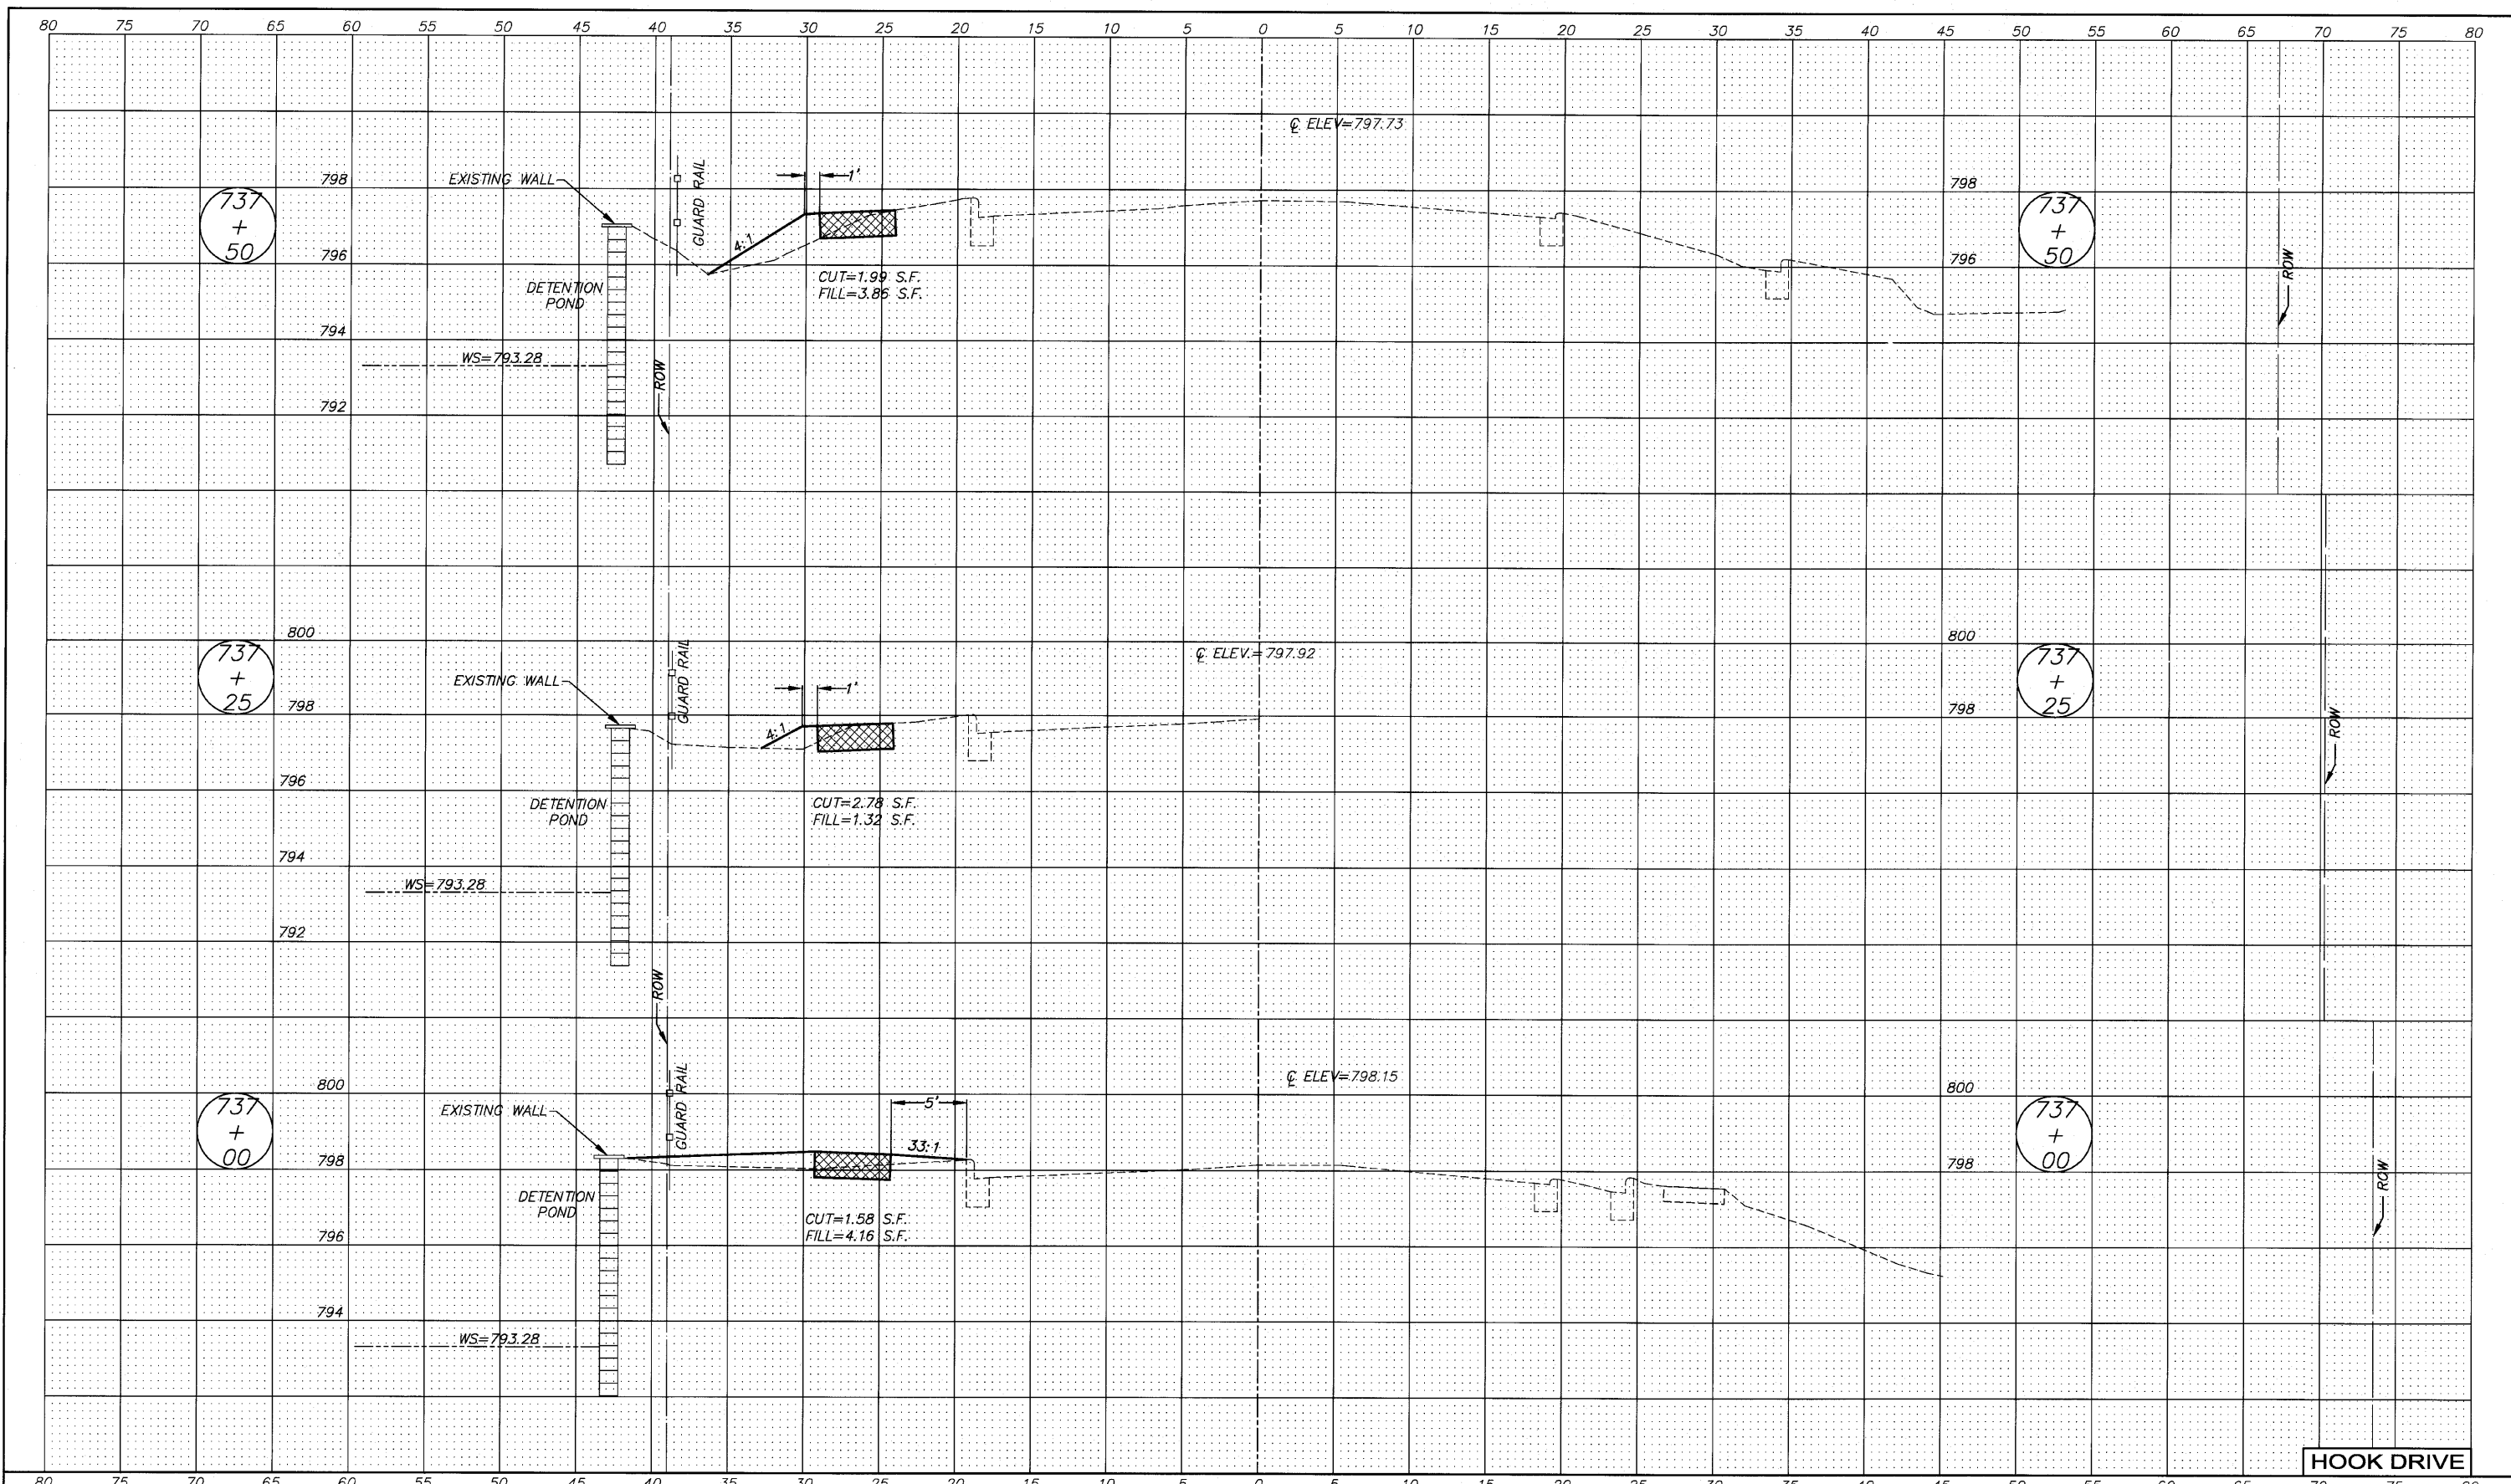 80 75 70 65 60 55 50 45 40 35 30 25 20 15 10 5 0 5 10 15 20 25 30 35 40 45 50 55 60 65 70 75 80
℄ ELEV=797.73
EXISTING WALL
798
737
+
50
GUARD RAIL
1'
4:1
798
737
+
50
796
796
DETENTION
POND
CUT=1.99 S.F.
FILL=3.86 S.F.
ROW
794
WS=793.28
ROW
792
800
800
737
+
25
EXISTING WALL
GUARD RAIL
℄ ELEV.=797.92
1'
4:1
737
+
25
798
798
ROW
796
DETENTION
POND
CUT=2.78 S.F.
FILL=1.32 S.F.
794
WS=793.28
792
ROW
800
℄ ELEV=798.15
800
737
+
00
EXISTING WALL
GUARD RAIL
5'
33:1
737
+
00
798
798
ROW
DETENTION
POND
CUT=1.58 S.F.
FILL=4.16 S.F.
796
794
WS=793.28
HOOK DRIVE